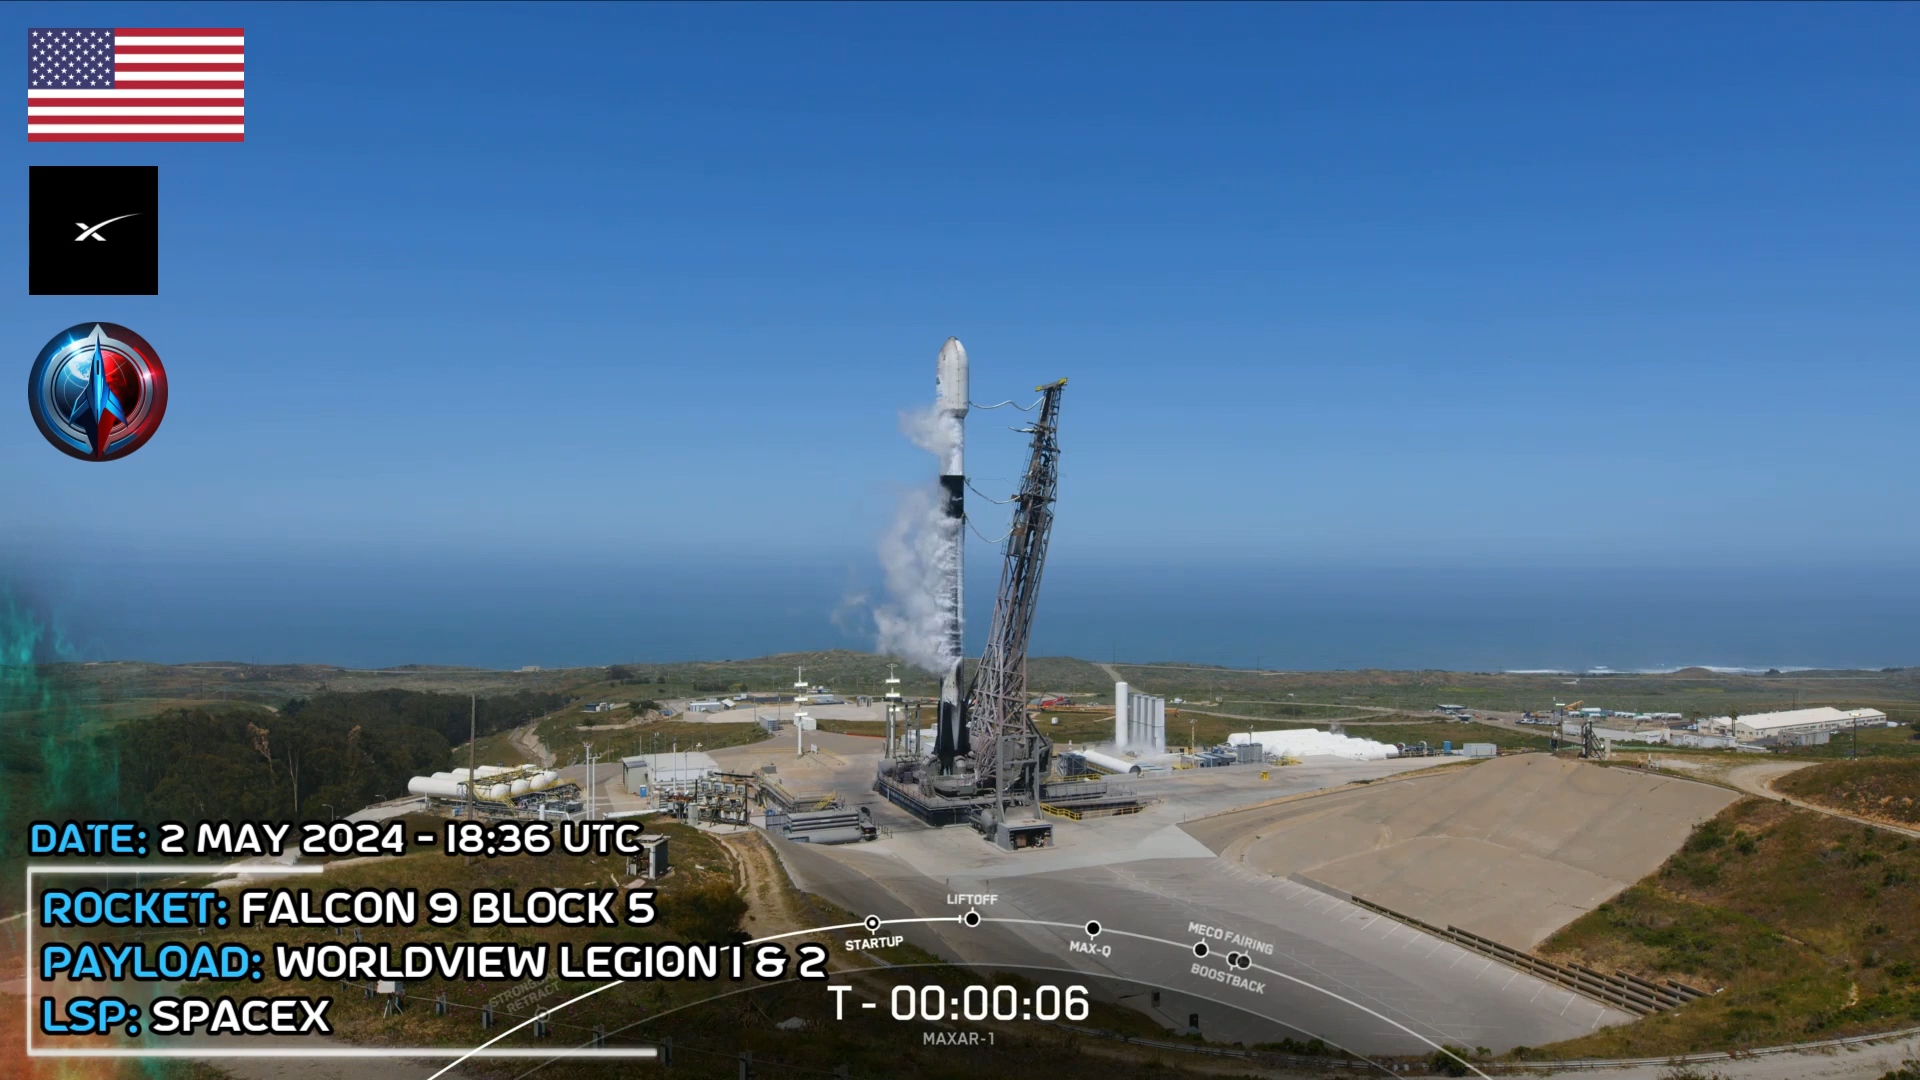 DATE: 2 MAY 2024 - 18:36 UTC
ROCKET: FALCON 9 BLOCK 5
PAYLOAD: WORLDVIEW LEGION 1 & 2
LSP: SPACEX
LIFTOFF
STARTUP
MAX-Q
MECO FAIRING
BOOSTBACK
RETRACT
T - 00:00:06
MAXAR-1